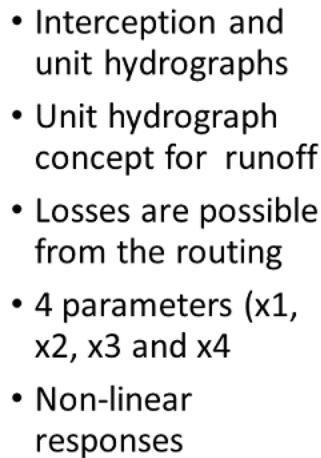 • Interception and
unit hydrographs
• Unit hydrograph
concept for  runoff
• Losses are possible
from the routing
• 4 parameters (x1,
x2, x3 and x4
• Non-linear
responses